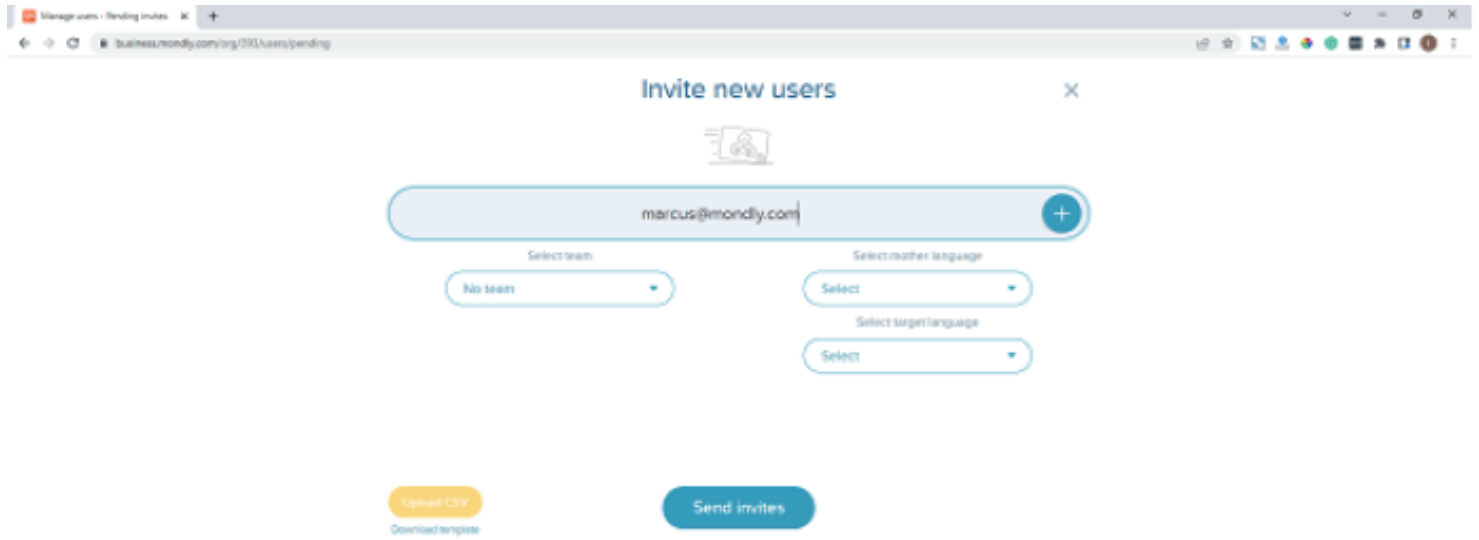 Manage users - Pending invites
business.mondly.com/org/393/users/pending
Invite new users
marcus@mondly.com
Select team
No team
Select mother language
Select
Select target language
Select
Upload CSV
Download template
Send invites